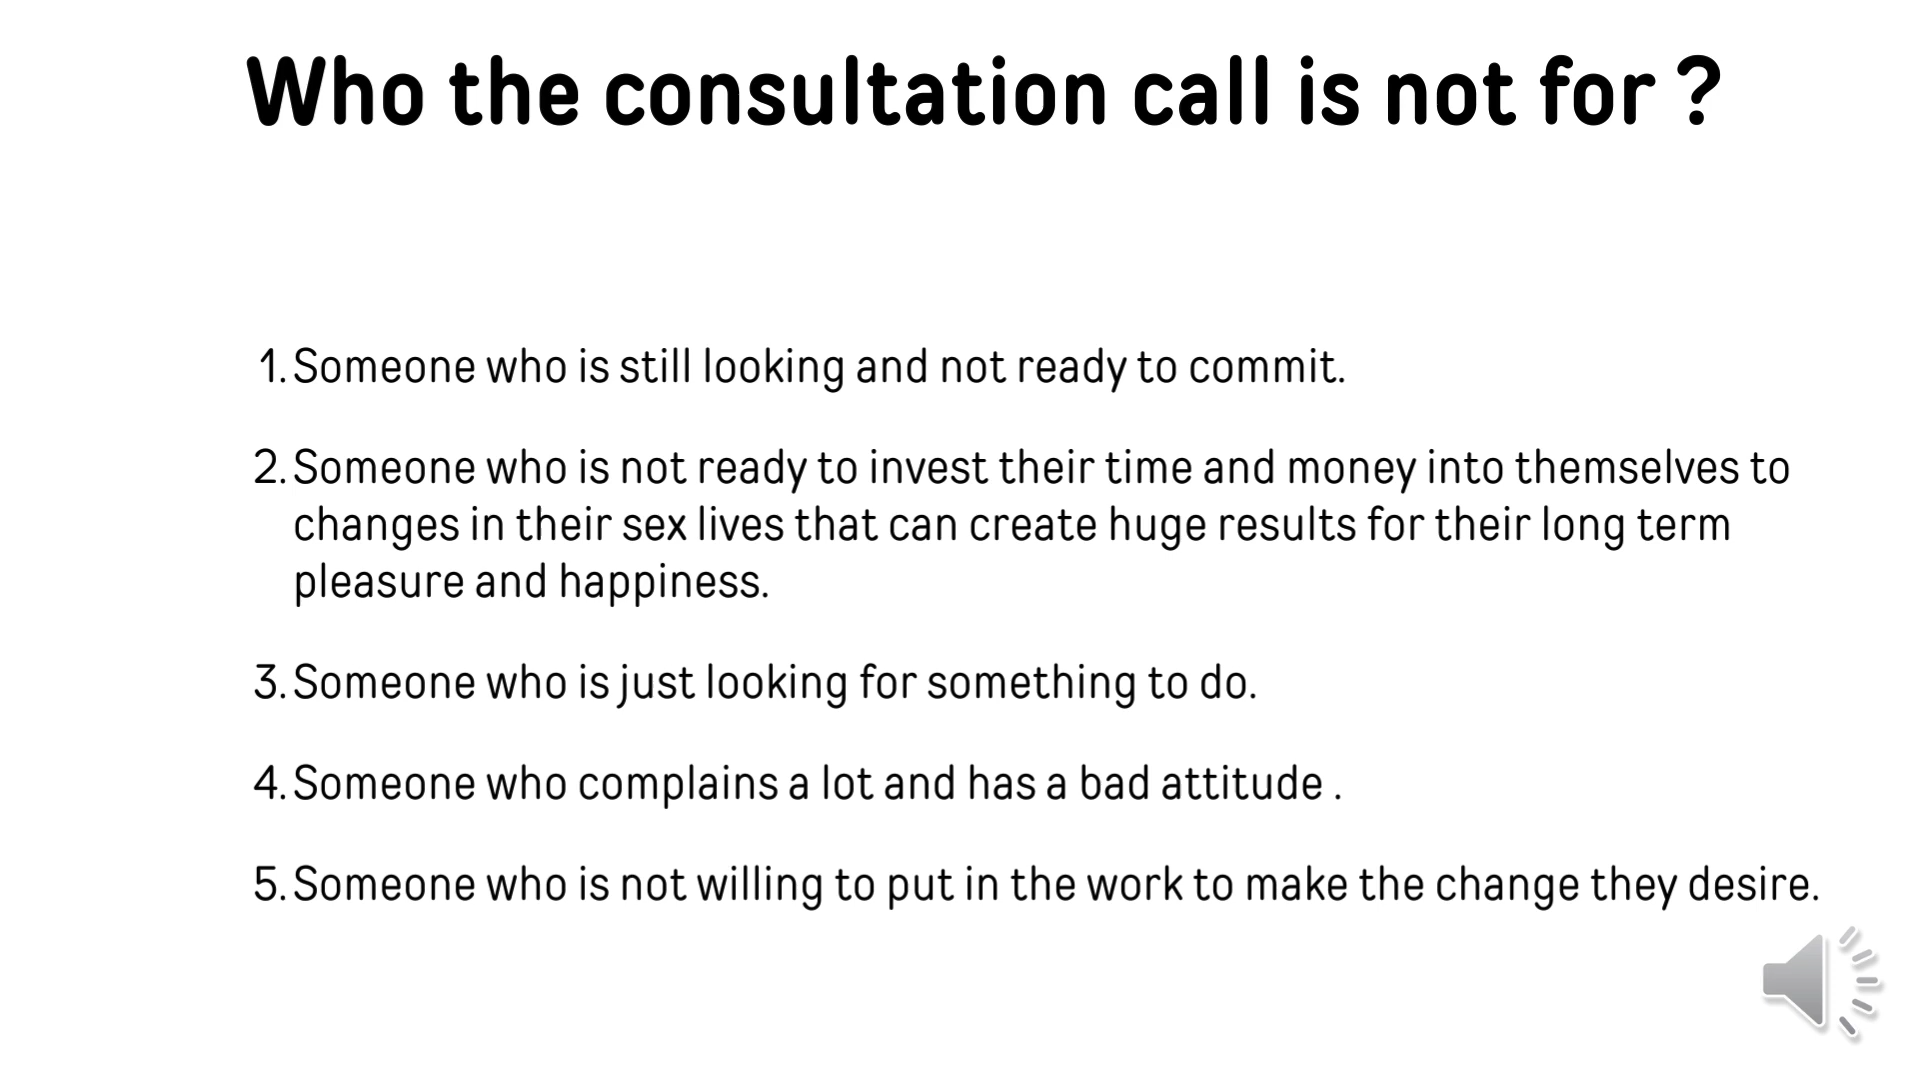 Who the consultation call is not for ?
1. Someone who is still looking and not ready to commit.
2. Someone who is not ready to invest their time and money into themselves to
changes in their sex lives that can create huge results for their long term
pleasure and happiness.
3. Someone who is just looking for something to do.
4. Someone who complains a lot and has a bad attitude .
5. Someone who is not willing to put in the work to make the change they desire.